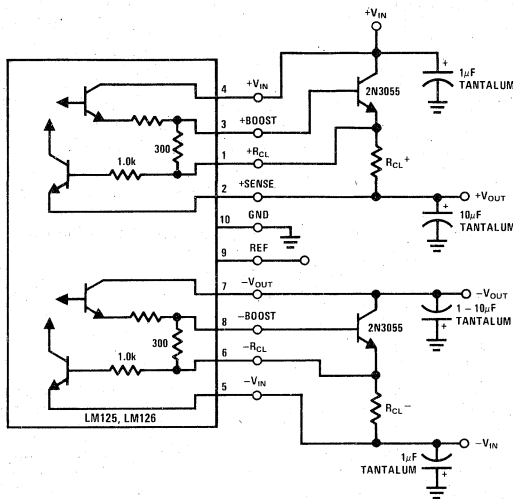 +VIN
4
+VIN
2N3055
+
1µF
TANTALUM
3
+BOOST
300
1
+RCL
1.0k
RCL+
2
+SENSE
+VOUT
10
GND
+
10µF
TANTALUM
9
REF
7
−VOUT
−VOUT
8
−BOOST
2N3055
1 – 10µF
TANTALUM
+
300
6
−RCL
1.0k
RCL−
5
−VIN
−VIN
LM125, LM126
1µF
TANTALUM
+